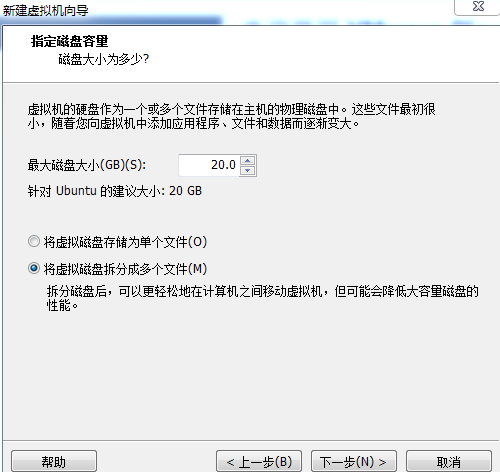 新建虚拟机向导
指定磁盘容量
磁盘大小为多少?
虚拟机的硬盘作为一个或多个文件存储在主机的物理磁盘中。这些文件最初很
小，随着您向虚拟机中添加应用程序、文件和数据而逐渐变大。
最大磁盘大小(GB)(S): 20.0
针对 Ubuntu 的建议大小: 20 GB
将虚拟磁盘存储为单个文件(O)
将虚拟磁盘拆分成多个文件(M)
拆分磁盘后，可以更轻松地在计算机之间移动虚拟机，但可能会降低大容量磁盘的
性能。
帮助 < 上一步(B) 下一步(N) > 取消